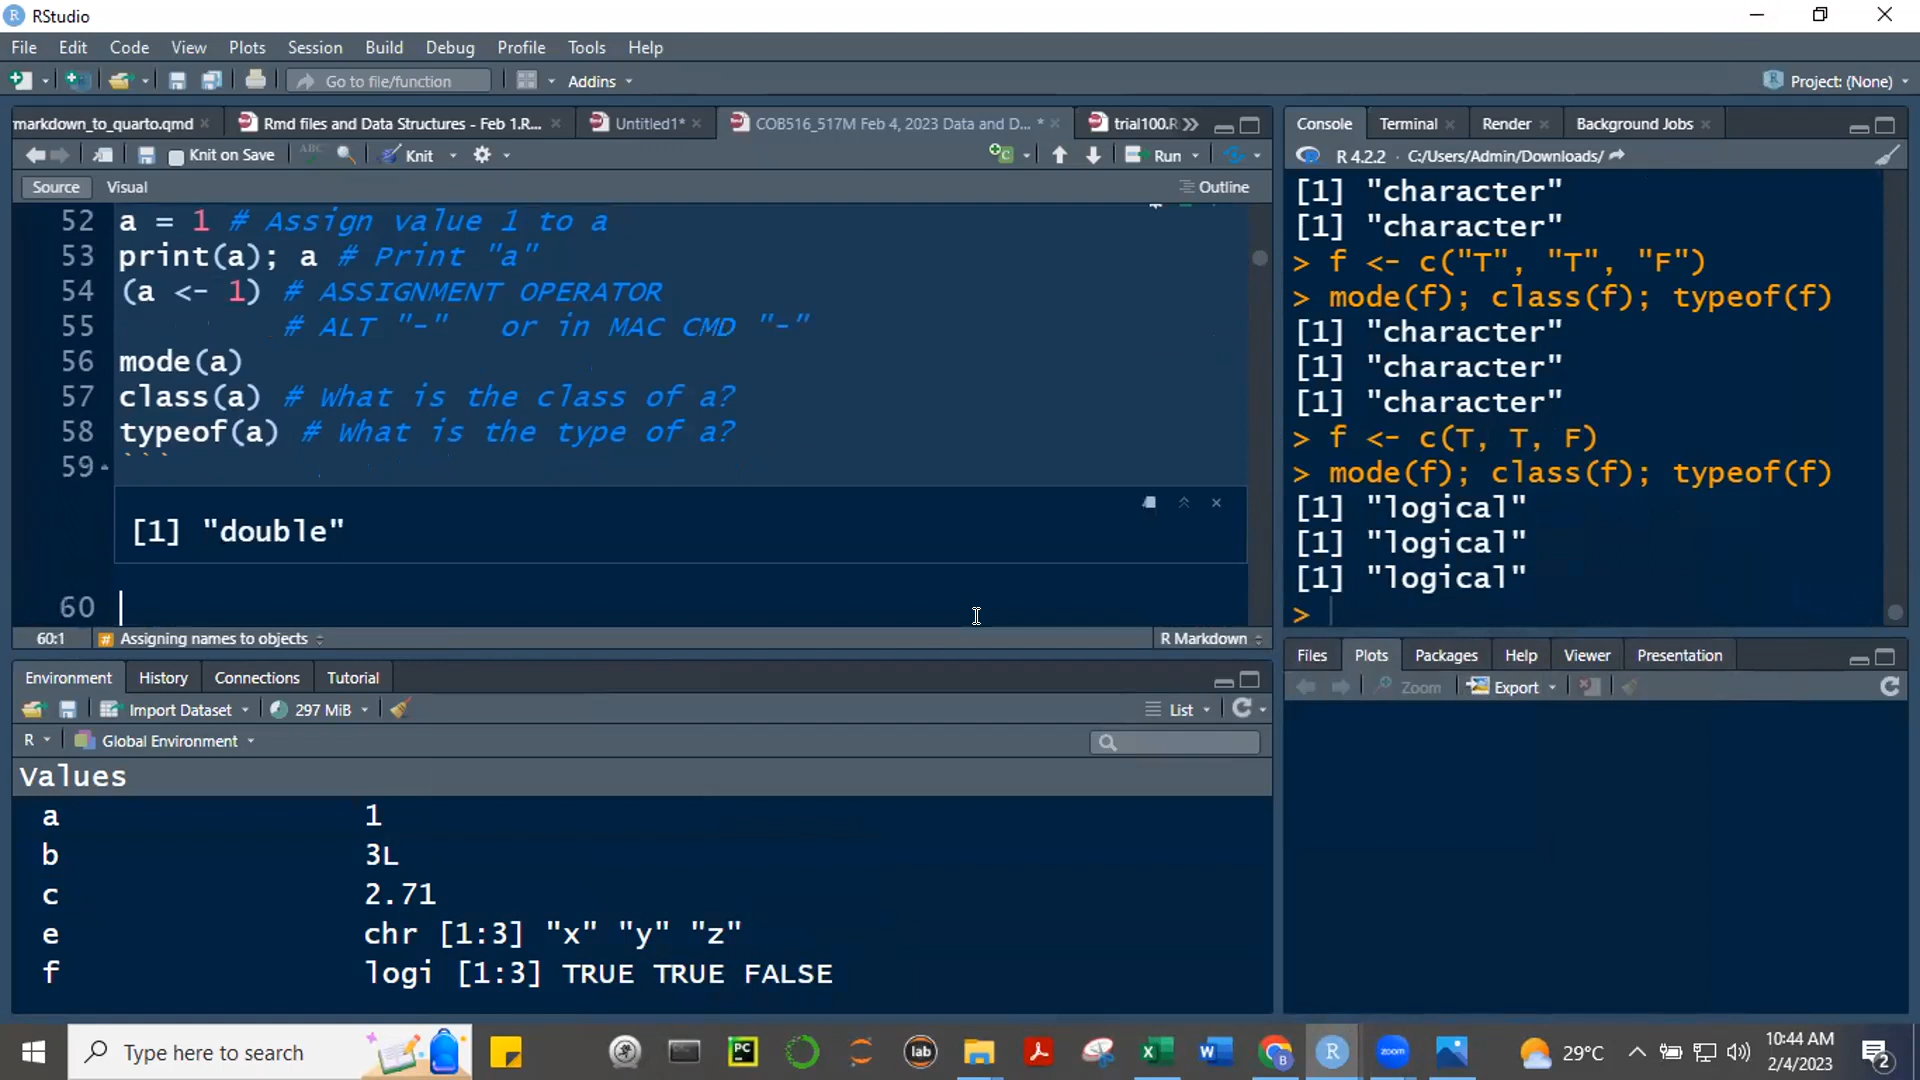 RStudio
File Edit Code View Plots Session Build Debug Profile Tools Help
Go to file/function Addins Project: (None)
markdown_to_quarto.qmd Rmd files and Data Structures - Feb 1.R... Untitled1* COB516_517M Feb 4, 2023 Data and D... * trial100.R
Knit on Save ABC Knit Run
Source Visual Outline
52 a = 1 # Assign value 1 to a
53 print(a); a # Print "a"
54 (a <- 1) # ASSIGNMENT OPERATOR
55 # ALT "-" or in MAC CMD "-"
56 mode(a)
57 class(a) # What is the class of a?
58 typeof(a) # What is the type of a?
59 ```
[1] "double"
60
60:1 # Assigning names to objects R Markdown
Console Terminal Render Background Jobs
R 4.2.2 · C:/Users/Admin/Downloads/
[1] "character"
[1] "character"
> f <- c("T", "T", "F")
> mode(f); class(f); typeof(f)
[1] "character"
[1] "character"
[1] "character"
> f <- c(T, T, F)
> mode(f); class(f); typeof(f)
[1] "logical"
[1] "logical"
[1] "logical"
>
Environment History Connections Tutorial
Import Dataset 297 MiB List
R Global Environment
Values
a 1
b 3L
c 2.71
e chr [1:3] "x" "y" "z"
f logi [1:3] TRUE TRUE FALSE
Files Plots Packages Help Viewer Presentation
Zoom Export
Type here to search PC lab zoom 29°C 10:44 AM
2/4/2023 2